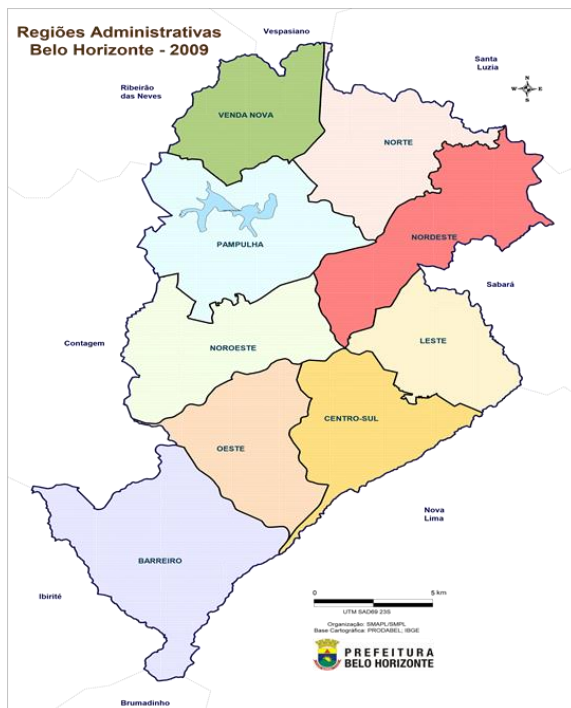 Regiões Administrativas
Belo Horizonte - 2009
Vespasiano
Santa
Luzia
N
W E
S
Ribeirão
das Neves
VENDA NOVA
NORTE
NORDESTE
PAMPULHA
Sabará
Contagem
NOROESTE
LESTE
CENTRO-SUL
OESTE
Nova
Lima
BARREIRO
Ibirité
0 5 km
UTM SAD69 23S
Organização: SMAPL/SMPL
Base Cartográfica: PRODABEL; IBGE
PREFEITURA
BELO HORIZONTE
Brumadinho